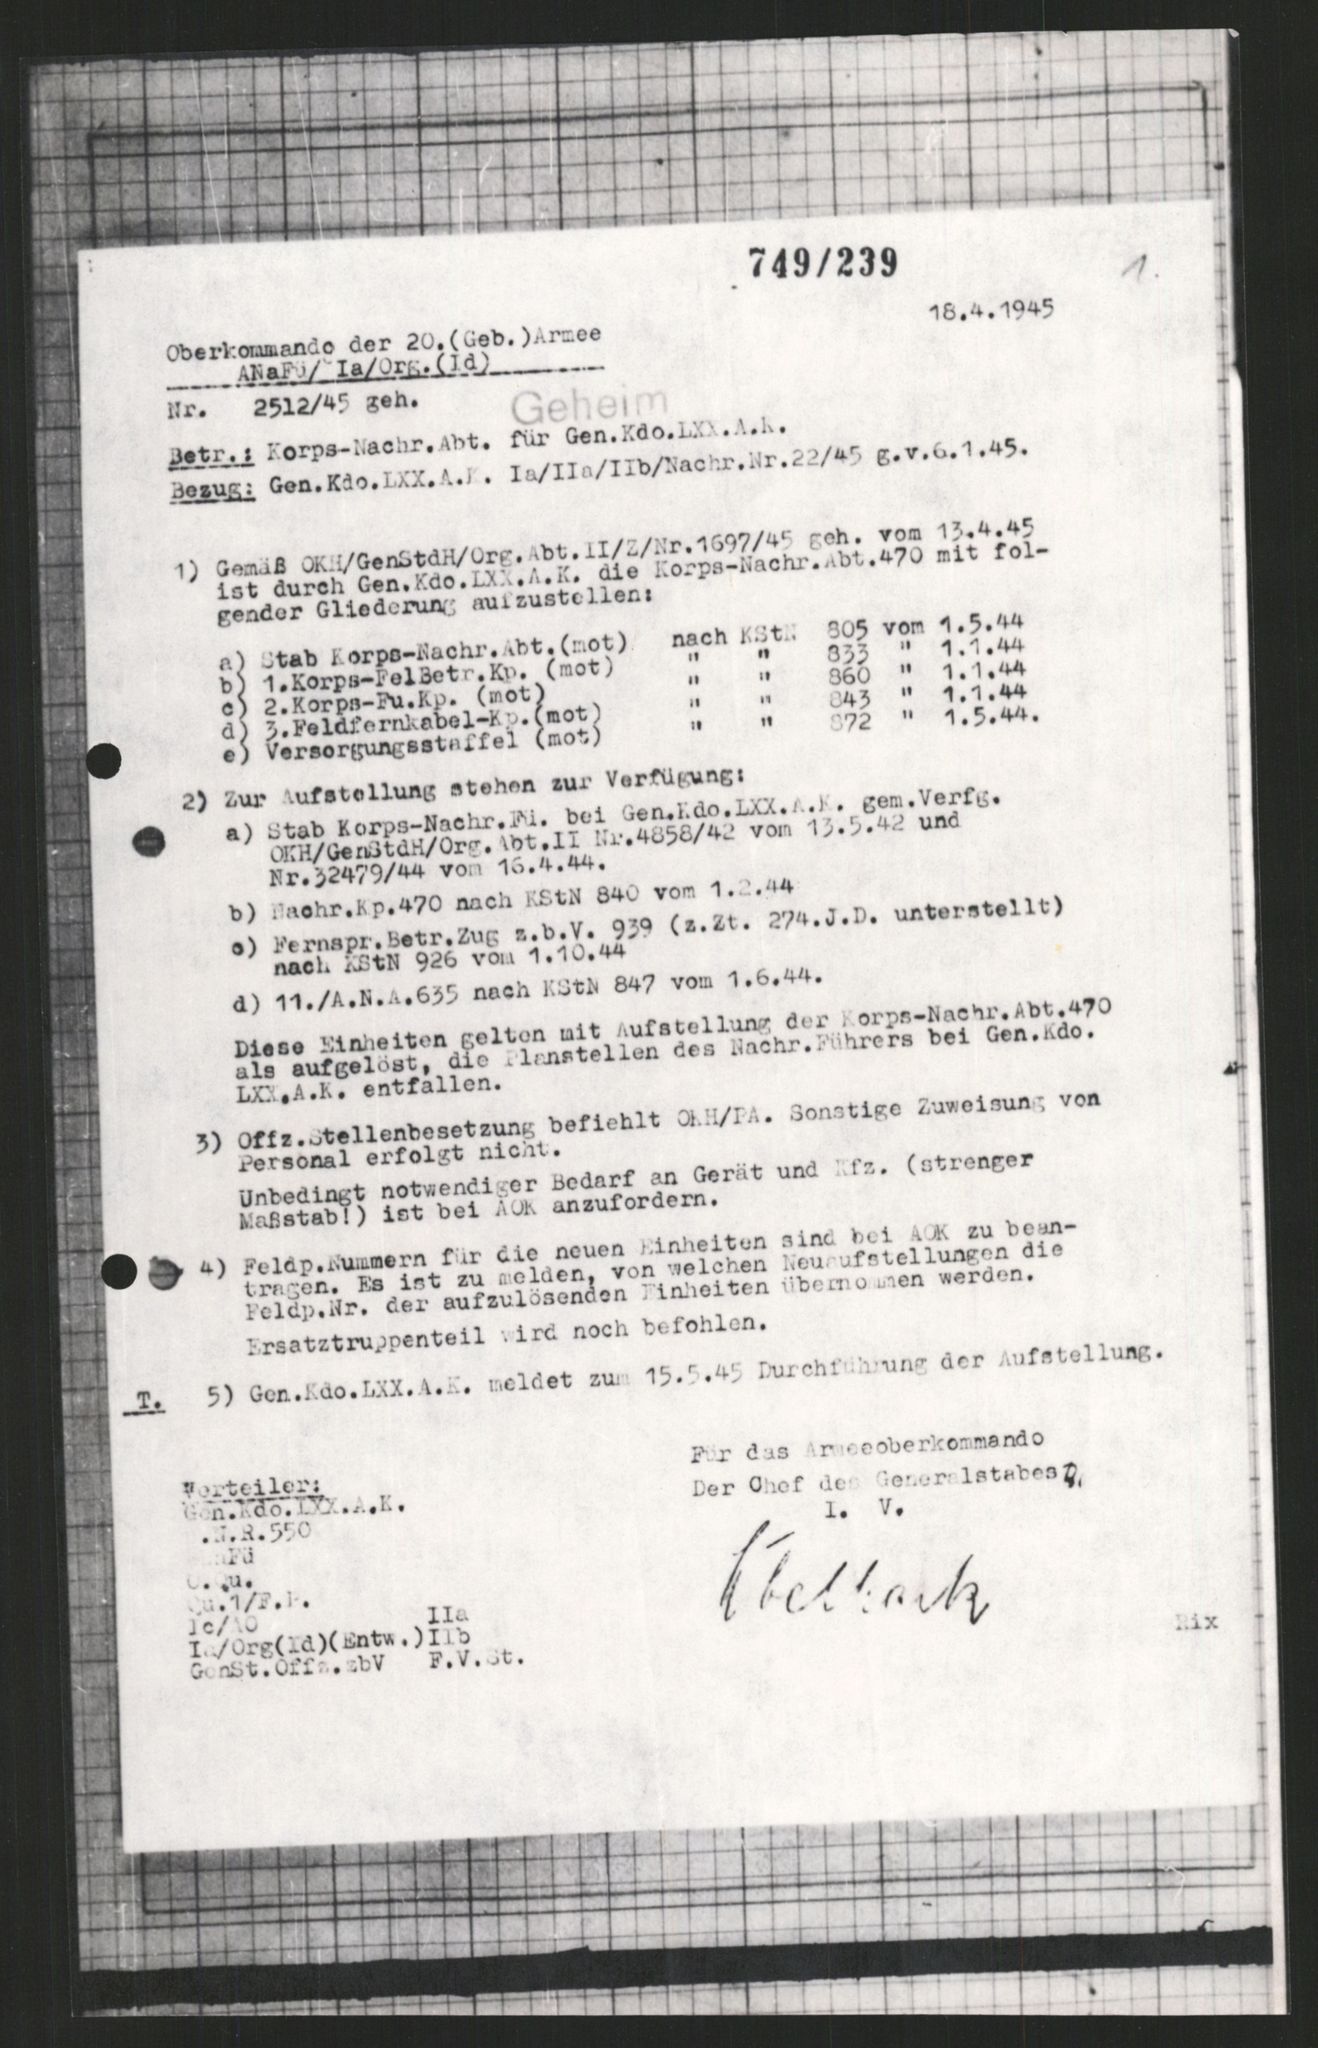 749/239
1.
18.4.1945
Oberkommando der 20.(Geb.)Armee
ANaFü/ Ia/Org.(Id)
Nr. 2512/45 geh.
Geheim
Betr.: Korps-Nachr.Abt. für Gen.Kdo.LXX.A.K.
Bezug: Gen.Kdo.LXX.A.K. Ia/IIa/IIb/Nachr.Nr.22/45 g.v.6.1.45.
1) Gemäß OKH/GenStdH/Org.Abt.II/Z/Nr.1697/45 geh. vom 13.4.45
ist durch Gen.Kdo.LXX.A.K. die Korps-Nachr.Abt.470 mit fol-
gender Gliederung aufzustellen:
a) Stab Korps-Nachr.Abt.(mot) nach KStN 805 vom 1.5.44
b) 1.Korps-FelBetr.Kp. (mot) " " 833 " 1.1.44
c) 2.Korps-Fu.Kp. (mot) " " 860 " 1.1.44
d) 3.Feldfernkabel-Kp.(mot) " " 843 " 1.1.44
e) Versorgungsstaffel (mot) " " 872 " 1.5.44.
2) Zur Aufstellung stehen zur Verfügung:
a) Stab Korps-Nachr.Fü. bei Gen.Kdo.LXX.A.K. gem.Verfg.
OKH/GenStdH/Org.Abt.II Nr.4858/42 vom 13.5.42 und
Nr.32479/44 vom 16.4.44.
b) Nachr.Kp.470 nach KStN 840 vom 1.2.44
c) Fernspr.Betr.Zug z.b.V. 939 (z.Zt. 274.J.D. unterstellt)
nach KStN 926 vom 1.10.44
d) 11./A.N.A.635 nach KStN 847 vom 1.6.44.
Diese Einheiten gelten mit Aufstellung der Korps-Nachr.Abt.470
als aufgelöst, die Planstellen des Nachr.Führers bei Gen.Kdo.
LXX.A.K. entfallen.
3) Offz.Stellenbesetzung befiehlt OKH/PA. Sonstige Zuweisung von
Personal erfolgt nicht.
Unbedingt notwendiger Bedarf an Gerät und Kfz. (strenger
Maßstab!) ist bei AOK anzufordern.
4) Feldp.Nummern für die neuen Einheiten sind bei AOK zu bean-
tragen. Es ist zu melden, von welchen Neuaufstellungen die
Feldp.Nr. der aufzulösenden Einheiten übernommen werden.
Ersatztruppenteil wird noch befohlen.
T. 5) Gen.Kdo.LXX.A.K. meldet zum 15.5.45 Durchführung der Aufstellung.
Für das Armeeoberkommando
Der Chef des Generalstabes
I. V.
Verteiler:
Gen.Kdo.LXX.A.K.
.N.R.550
O.Qu.
Qu.1/F.P.
Ic/AO IIa
Ia/Org(Id)(Entw.)IIb
GenSt.Offz.zbV F.V.St.
Rix